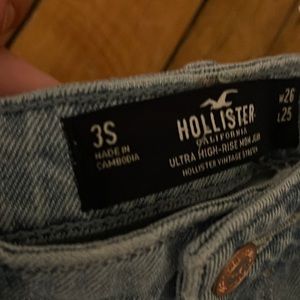 3S
MADE IN
CAMBODIA
HOLLISTER
CALIFORNIA
ULTRA HIGH-RISE MOM JEAN
HOLLISTER VINTAGE STRETCH
W26
L25